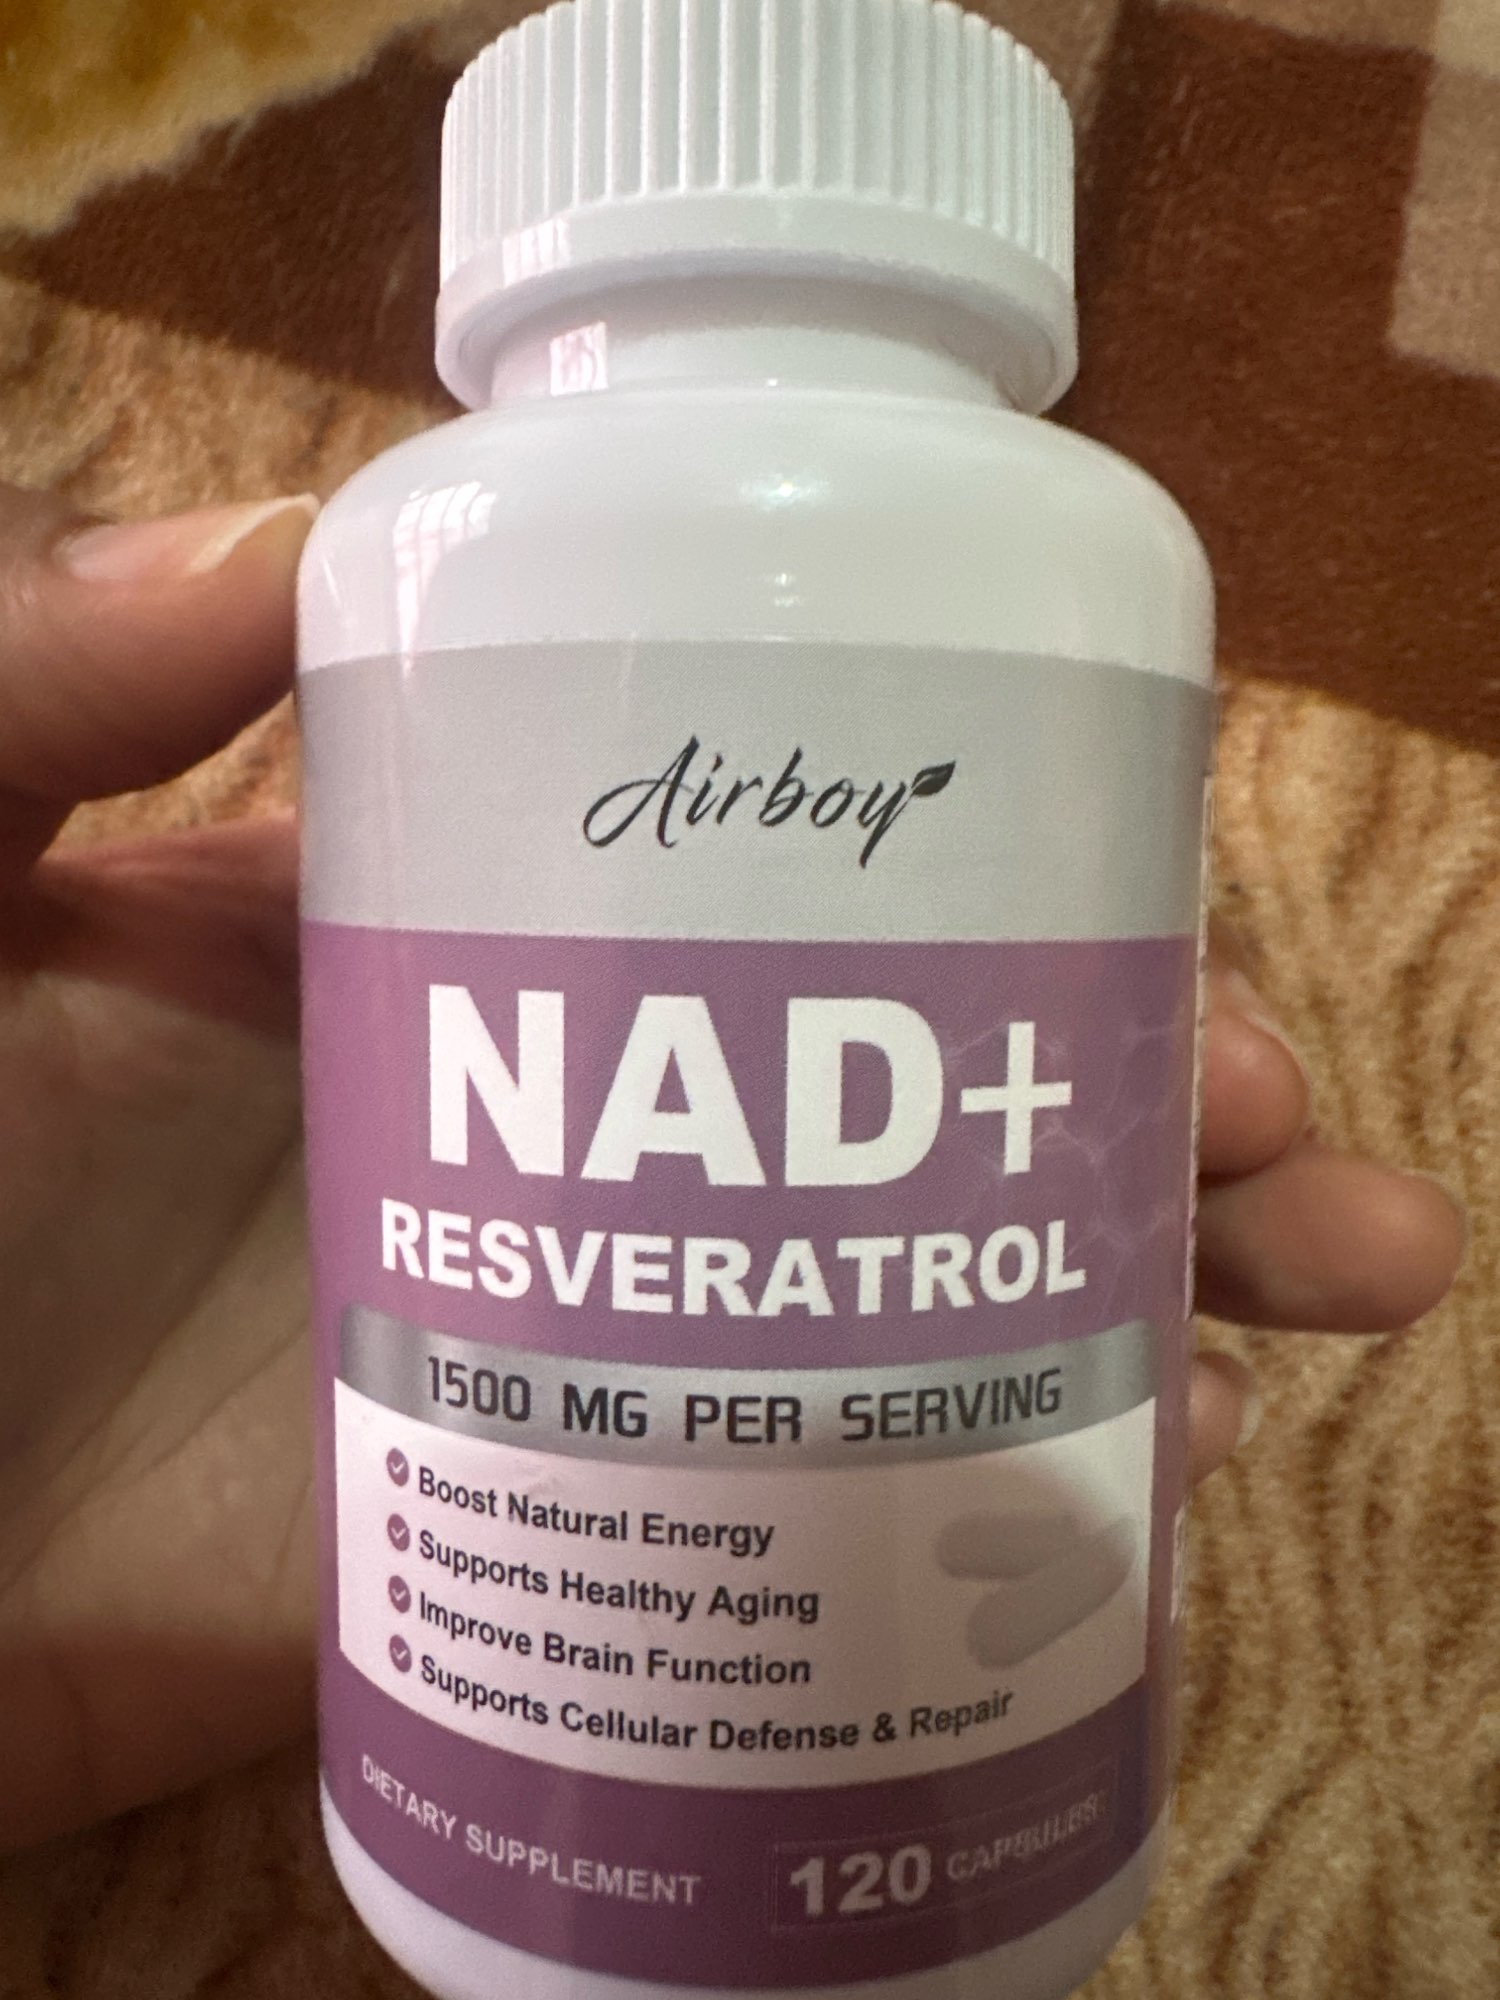 Airboy
NAD+
RESVERATROL
1500 MG PER SERVING
Boost Natural Energy
Supports Healthy Aging
Improve Brain Function
Supports Cellular Defense & Repair
DIETARY SUPPLEMENT
120 CAPSULES